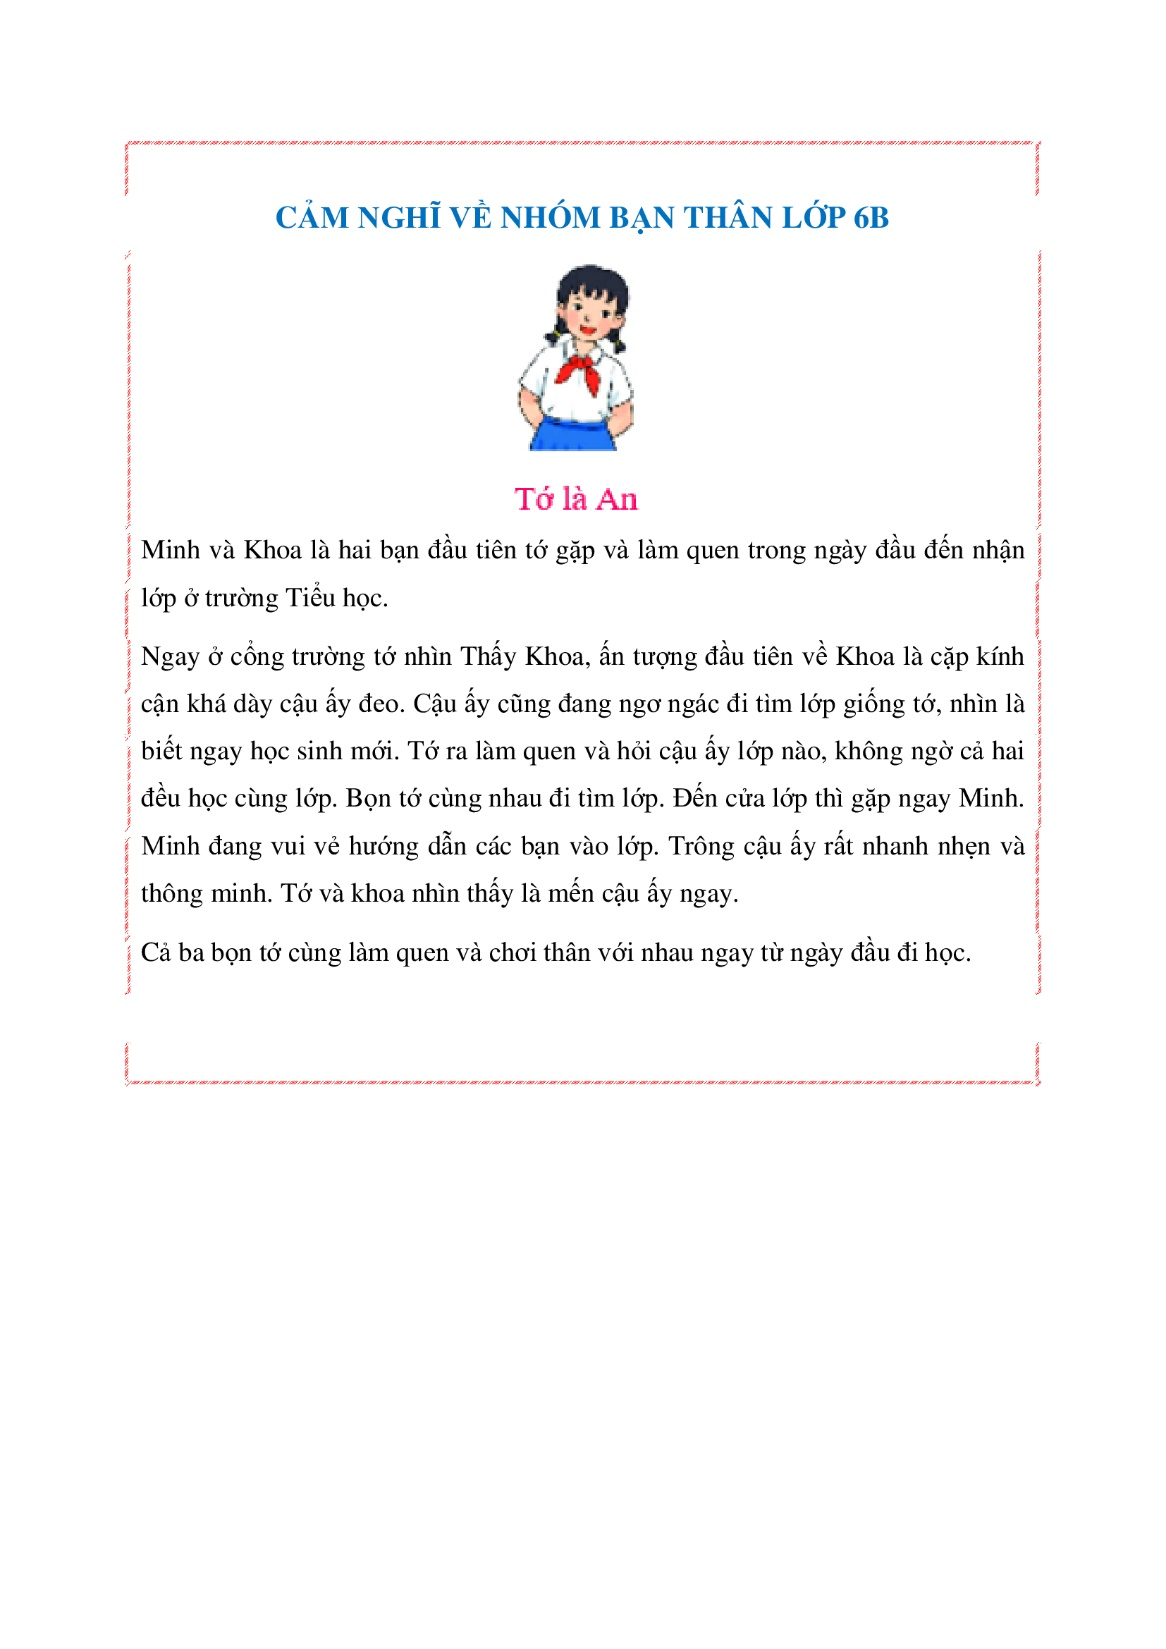 CẢM NGHĨ VỀ NHÓM BẠN THÂN LỚP 6B
Tớ là An
Minh và Khoa là hai bạn đầu tiên tớ gặp và làm quen trong ngày đầu đến nhận
lớp ở trường Tiểu học.
Ngay ở cổng trường tớ nhìn Thấy Khoa, ấn tượng đầu tiên về Khoa là cặp kính
cận khá dày cậu ấy đeo. Cậu ấy cũng đang ngơ ngác đi tìm lớp giống tớ, nhìn là
biết ngay học sinh mới. Tớ ra làm quen và hỏi cậu ấy lớp nào, không ngờ cả hai
đều học cùng lớp. Bọn tớ cùng nhau đi tìm lớp. Đến cửa lớp thì gặp ngay Minh.
Minh đang vui vẻ hướng dẫn các bạn vào lớp. Trông cậu ấy rất nhanh nhẹn và
thông minh. Tớ và khoa nhìn thấy là mến cậu ấy ngay.
Cả ba bọn tớ cùng làm quen và chơi thân với nhau ngay từ ngày đầu đi học.